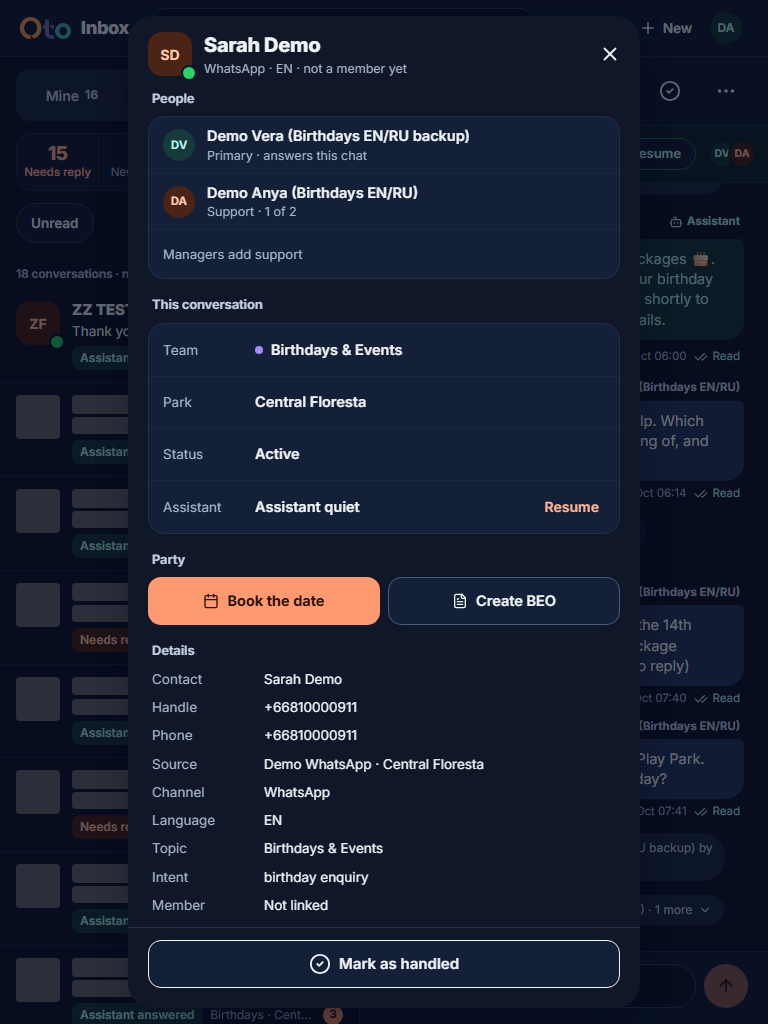 Oto Inbox
New
DA
Mine 16
15
Needs reply
Unread
18 conversations
ZF
ZZ TEST
Thank yo
Assistan
Assistan
Assistan
Needs re
Assistan
Needs re
Assistan
Assistant answered
Birthdays · Cent...
3
SD
Sarah Demo
WhatsApp · EN · not a member yet
People
DV
Demo Vera (Birthdays EN/RU backup)
Primary · answers this chat
DA
Demo Anya (Birthdays EN/RU)
Support · 1 of 2
Managers add support
This conversation
Team
Birthdays & Events
Park
Central Floresta
Status
Active
Assistant
Assistant quiet
Resume
Party
Book the date
Create BEO
Details
Contact
Sarah Demo
Handle
+66810000911
Phone
+66810000911
Source
Demo WhatsApp · Central Floresta
Channel
WhatsApp
Language
EN
Topic
Birthdays & Events
Intent
birthday enquiry
Member
Not linked
Mark as handled
esume
DV
DA
Assistant
ckages 🎂.
ur birthday
shortly to
ails.
ct 06:00
Read
(Birthdays EN/RU)
lp. Which
ng of, and
Oct 06:14
Read
(Birthdays EN/RU)
the 14th
ckage
o reply)
Oct 07:40
Read
(Birthdays EN/RU)
Play Park.
day?
Oct 07:41
Read
U backup) by
) · 1 more